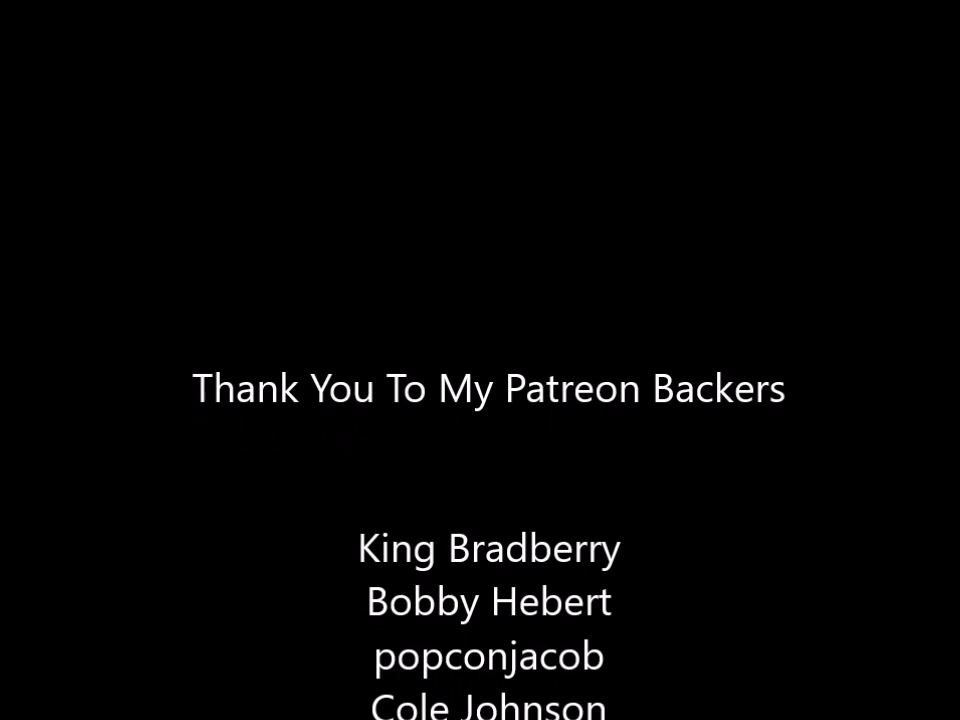 Thank You To My Patreon Backers
King Bradberry
Bobby Hebert
popconjacob
Cole Johnson